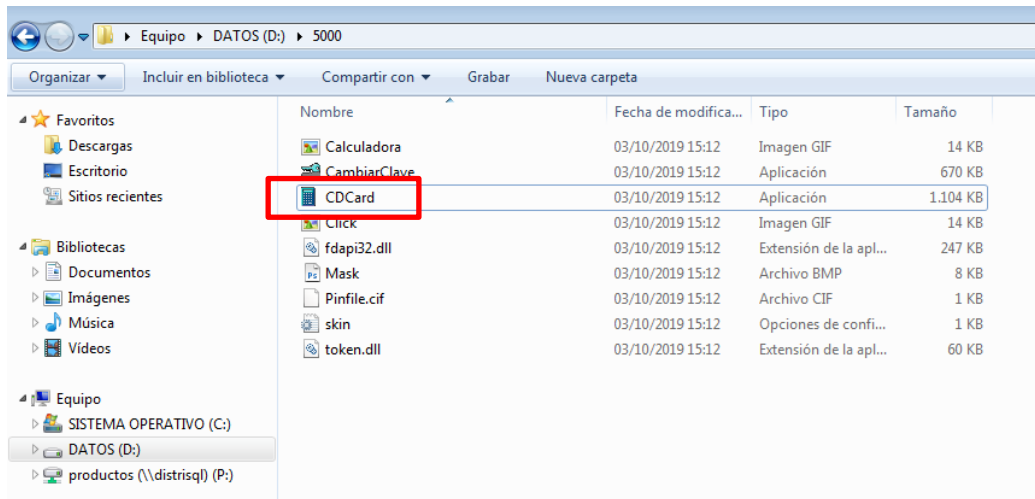 Equipo DATOS (D:) 5000
Organizar Incluir en biblioteca Compartir con Grabar Nueva carpeta
Favoritos
Descargas
Escritorio
Sitios recientes
Bibliotecas
Documentos
Imágenes
Música
Vídeos
Equipo
SISTEMA OPERATIVO (C:)
DATOS (D:)
productos (\\distrisql) (P:)
Nombre Fecha de modifica... Tipo Tamaño
Calculadora 03/10/2019 15:12 Imagen GIF 14 KB
CambiarClave 03/10/2019 15:12 Aplicación 670 KB
CDCard 03/10/2019 15:12 Aplicación 1.104 KB
Click 03/10/2019 15:12 Imagen GIF 14 KB
fdapi32.dll 03/10/2019 15:12 Extensión de la apl... 247 KB
Mask 03/10/2019 15:12 Archivo BMP 8 KB
Pinfile.cif 03/10/2019 15:12 Archivo CIF 1 KB
skin 03/10/2019 15:12 Opciones de confi... 1 KB
token.dll 03/10/2019 15:12 Extensión de la apl... 60 KB